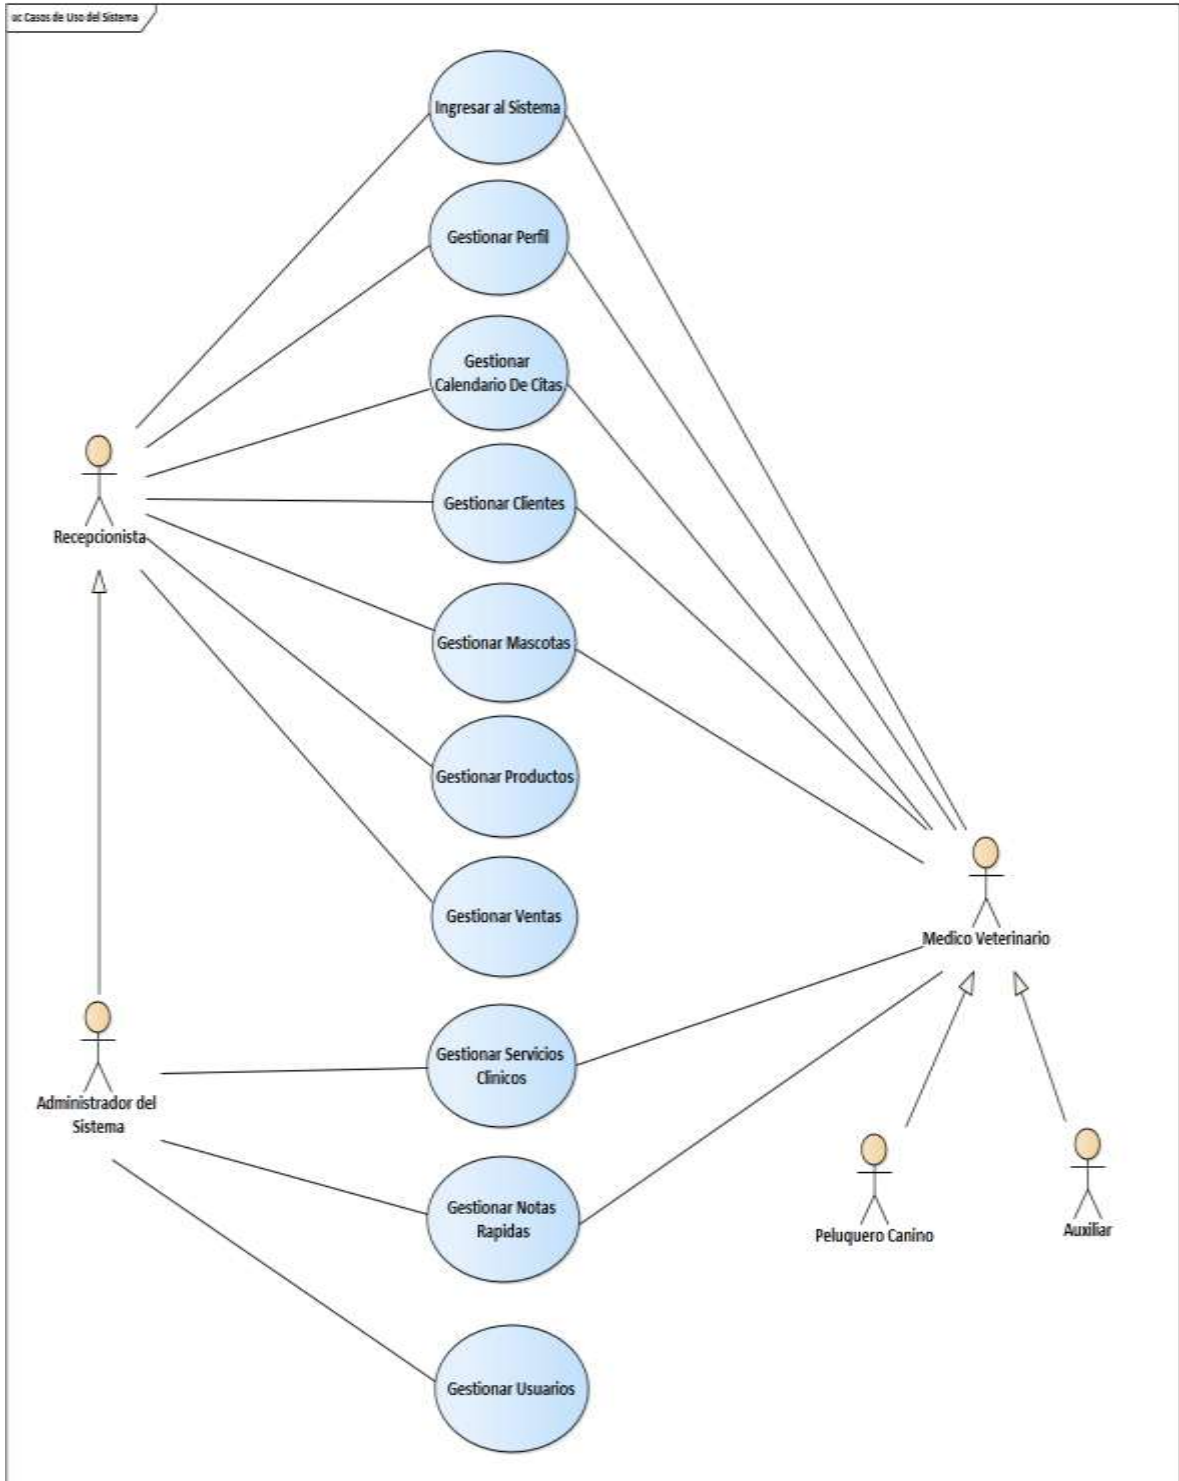 uc Casos de Uso del Sistema
Ingresar al Sistema
Gestionar Perfil
Gestionar
Calendario De Citas
Gestionar Clientes
Recepcionista
Gestionar Mascotas
Gestionar Productos
Gestionar Ventas
Medico Veterinario
Gestionar Servicios
Clinicos
Administrador del
Sistema
Gestionar Notas
Rapidas
Peluquero Canino
Auxiliar
Gestionar Usuarios